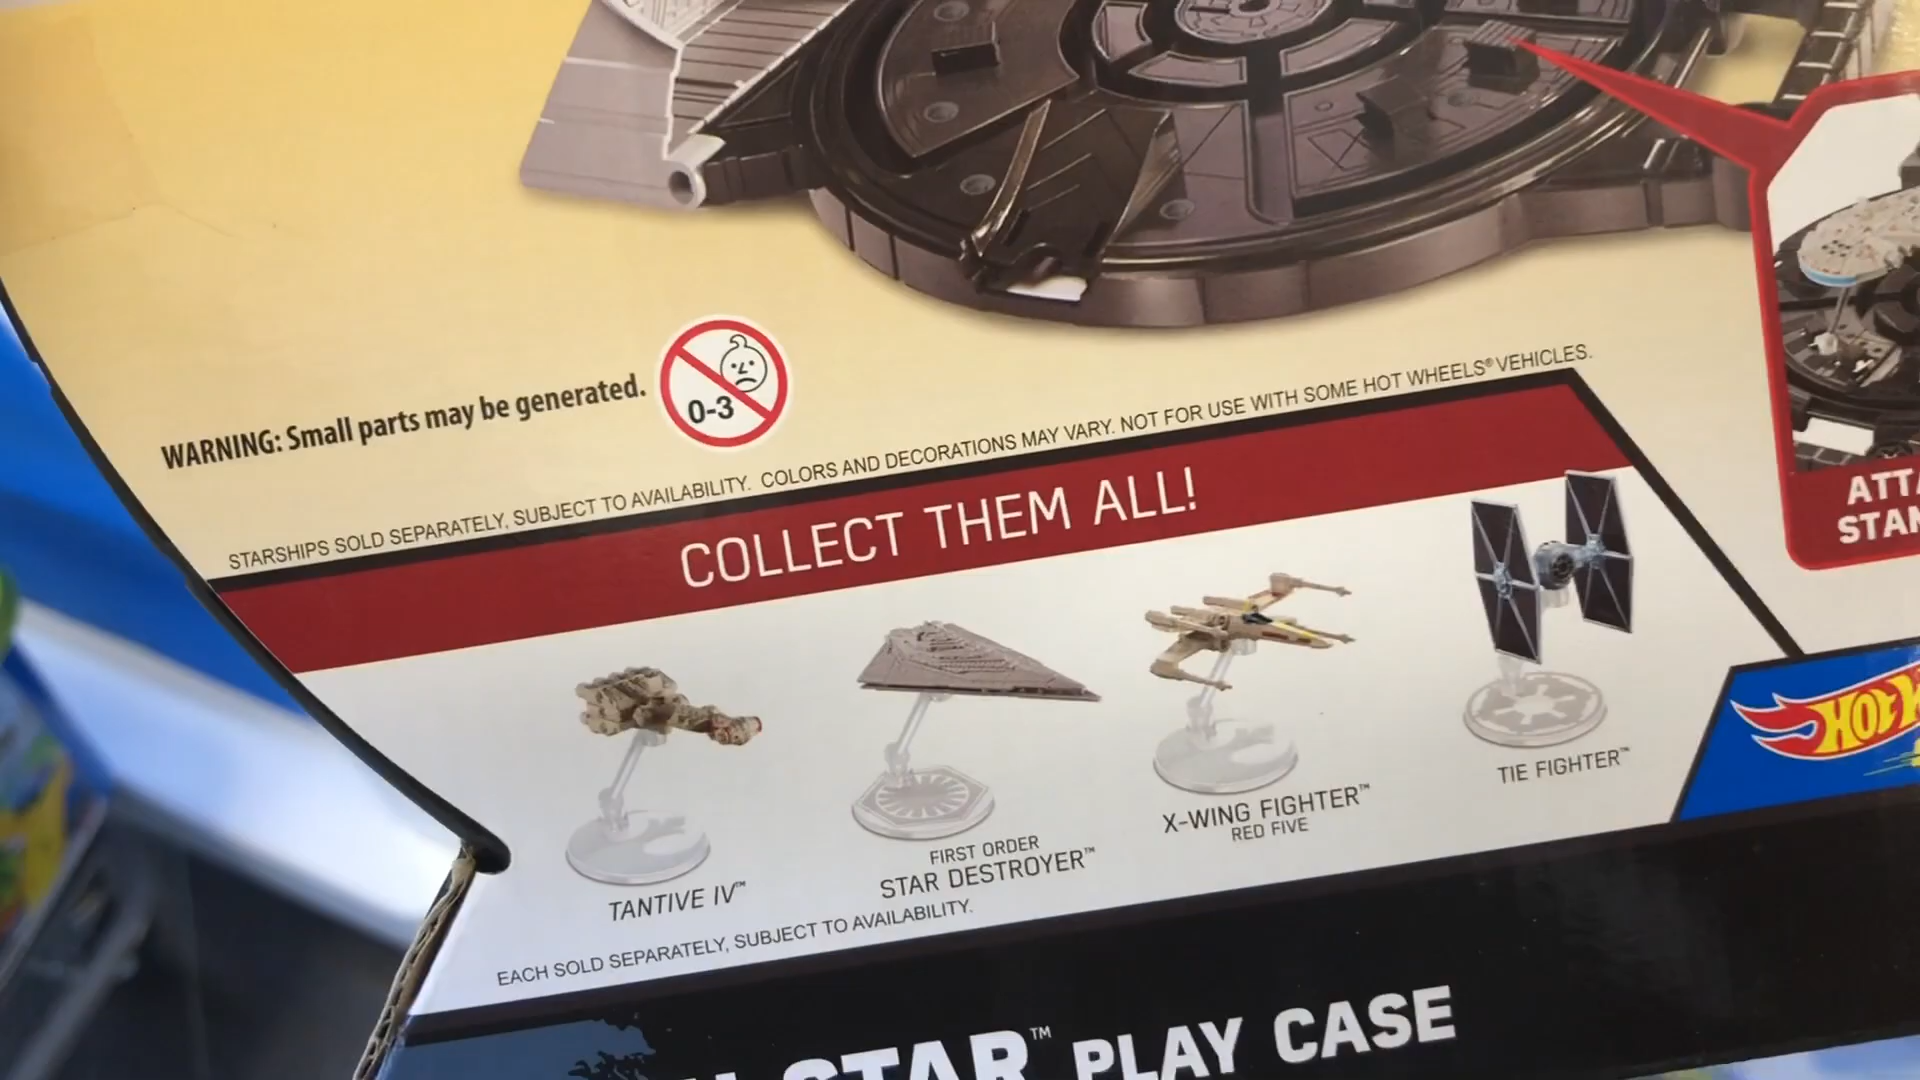 WARNING: Small parts may be generated.
0-3
STARSHIPS SOLD SEPARATELY, SUBJECT TO AVAILABILITY. COLORS AND DECORATIONS MAY VARY. NOT FOR USE WITH SOME HOT WHEELS® VEHICLES.
COLLECT THEM ALL!
TANTIVE IV™
FIRST ORDER
STAR DESTROYER™
X-WING FIGHTER™
RED FIVE
TIE FIGHTER™
EACH SOLD SEPARATELY, SUBJECT TO AVAILABILITY.
HOT
STAR™ PLAY CASE